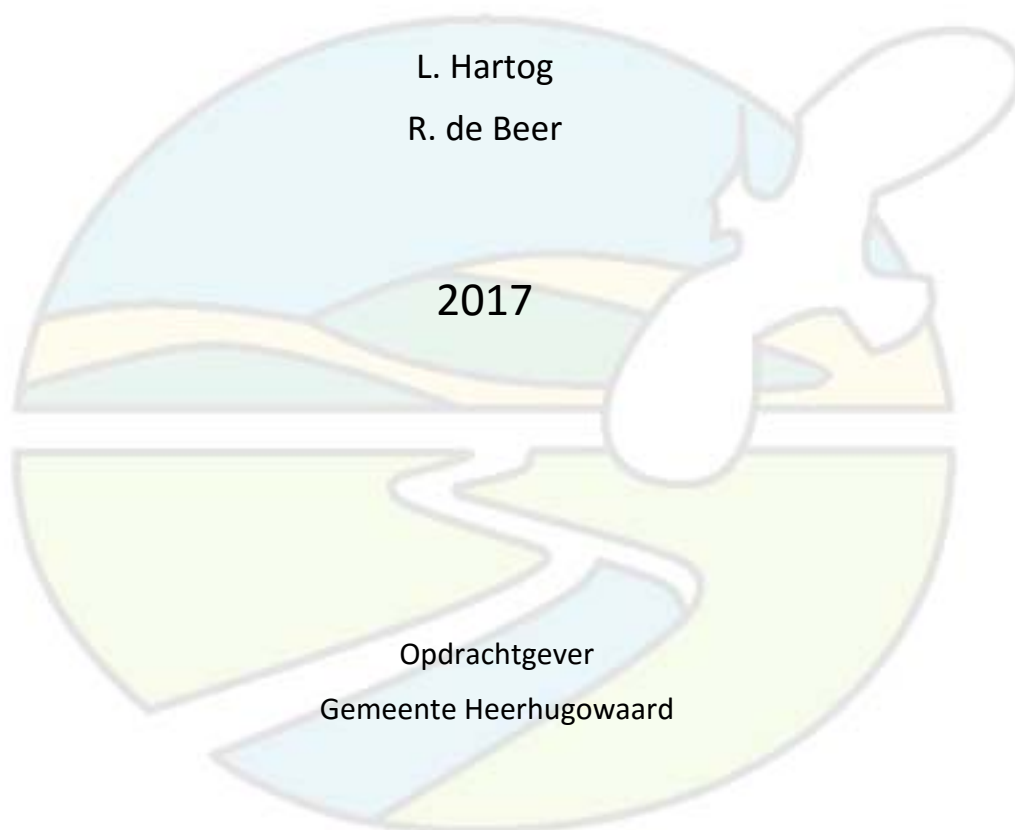 L. Hartog
R. de Beer
2017
Opdrachtgever
Gemeente Heerhugowaard